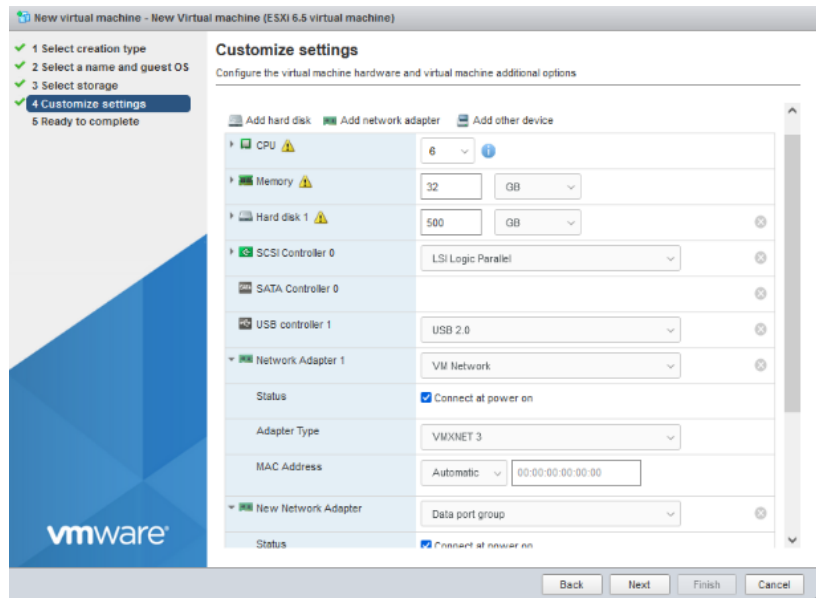 New virtual machine - New Virtual machine (ESXi 6.5 virtual machine)
1 Select creation type
2 Select a name and guest OS
3 Select storage
4 Customize settings
5 Ready to complete
Customize settings
Configure the virtual machine hardware and virtual machine additional options
Add hard disk Add network adapter Add other device
CPU 6
Memory 32 GB
Hard disk 1 500 GB
SCSI Controller 0 LSI Logic Parallel
SATA Controller 0
USB controller 1 USB 2.0
Network Adapter 1 VM Network
Status Connect at power on
Adapter Type VMXNET 3
MAC Address Automatic 00:00:00:00:00:00
New Network Adapter Data port group
Status Connect at power on
vmware®
Back Next Finish Cancel